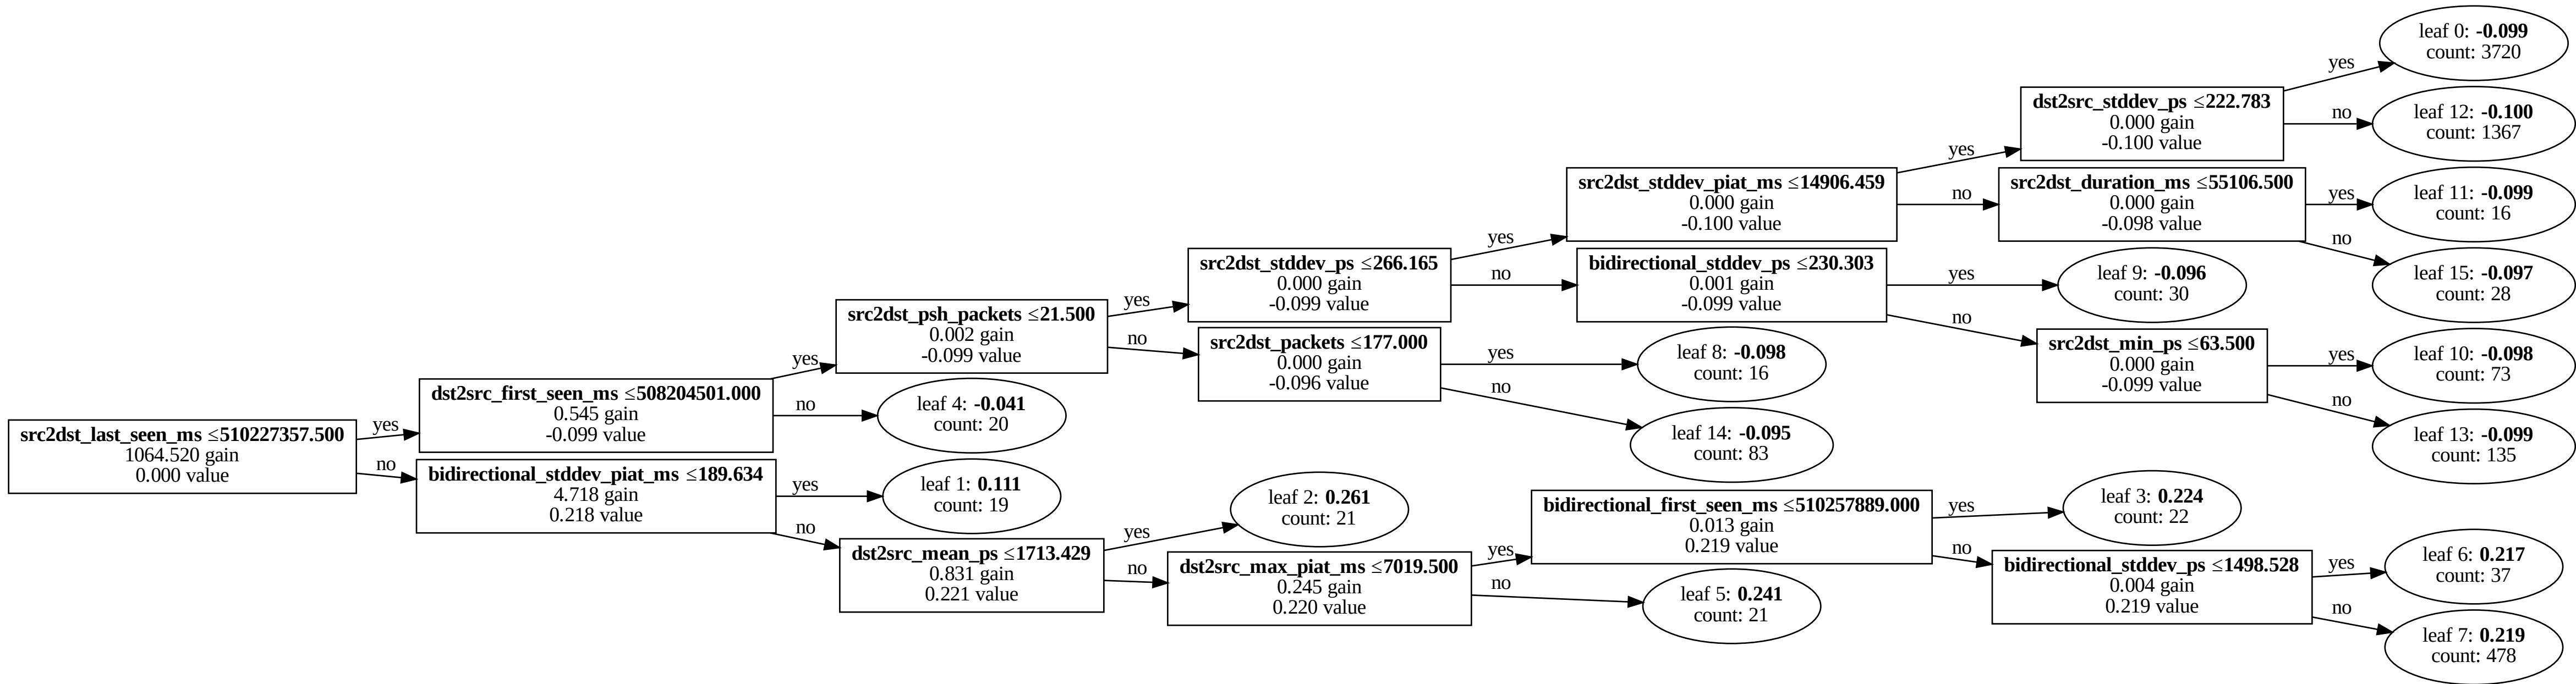 src2dst_last_seen_ms ≤510227357.500
1064.520 gain
0.000 value
yes
no
dst2src_first_seen_ms ≤508204501.000
0.545 gain
-0.099 value
yes
no
bidirectional_stddev_piat_ms ≤189.634
4.718 gain
0.218 value
yes
no
src2dst_psh_packets ≤21.500
0.002 gain
-0.099 value
yes
no
leaf 4: -0.041
count: 20
leaf 1: 0.111
count: 19
dst2src_mean_ps ≤1713.429
0.831 gain
0.221 value
yes
no
src2dst_stddev_ps ≤266.165
0.000 gain
-0.099 value
yes
no
src2dst_packets ≤177.000
0.000 gain
-0.096 value
yes
no
leaf 2: 0.261
count: 21
dst2src_max_piat_ms ≤7019.500
0.245 gain
0.220 value
yes
no
src2dst_stddev_piat_ms ≤14906.459
0.000 gain
-0.100 value
yes
no
bidirectional_stddev_ps ≤230.303
0.001 gain
-0.099 value
yes
no
leaf 8: -0.098
count: 16
leaf 14: -0.095
count: 83
bidirectional_first_seen_ms ≤510257889.000
0.013 gain
0.219 value
yes
no
leaf 5: 0.241
count: 21
dst2src_stddev_ps ≤222.783
0.000 gain
-0.100 value
yes
no
src2dst_duration_ms ≤55106.500
0.000 gain
-0.098 value
yes
no
leaf 9: -0.096
count: 30
src2dst_min_ps ≤63.500
0.000 gain
-0.099 value
yes
no
leaf 3: 0.224
count: 22
bidirectional_stddev_ps ≤1498.528
0.004 gain
0.219 value
yes
no
leaf 0: -0.099
count: 3720
leaf 12: -0.100
count: 1367
leaf 11: -0.099
count: 16
leaf 15: -0.097
count: 28
leaf 10: -0.098
count: 73
leaf 13: -0.099
count: 135
leaf 6: 0.217
count: 37
leaf 7: 0.219
count: 478